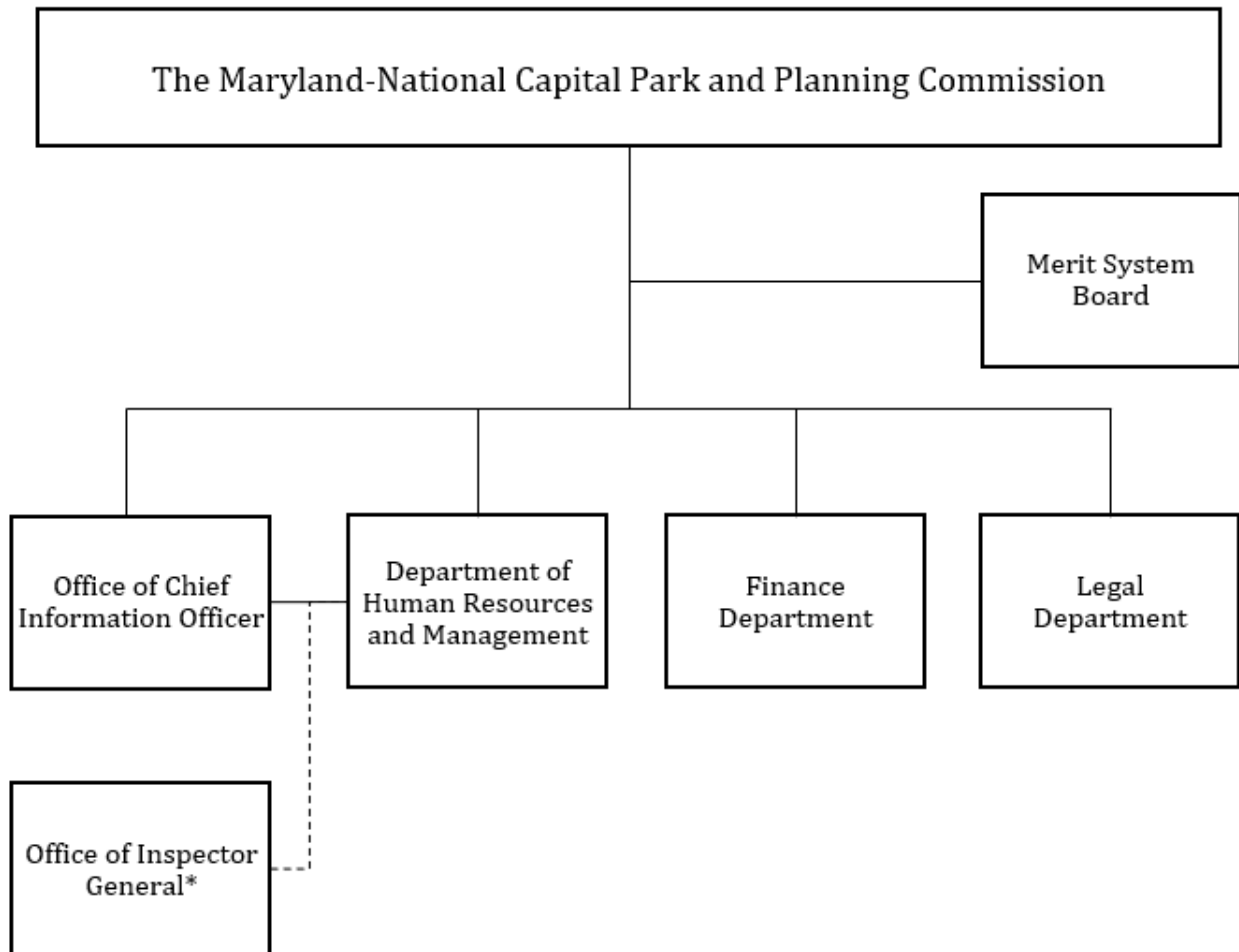 The Maryland-National Capital Park and Planning Commission
Merit System
Board
Office of Chief
Information Officer
Department of
Human Resources
and Management
Finance
Department
Legal
Department
Office of Inspector
General*